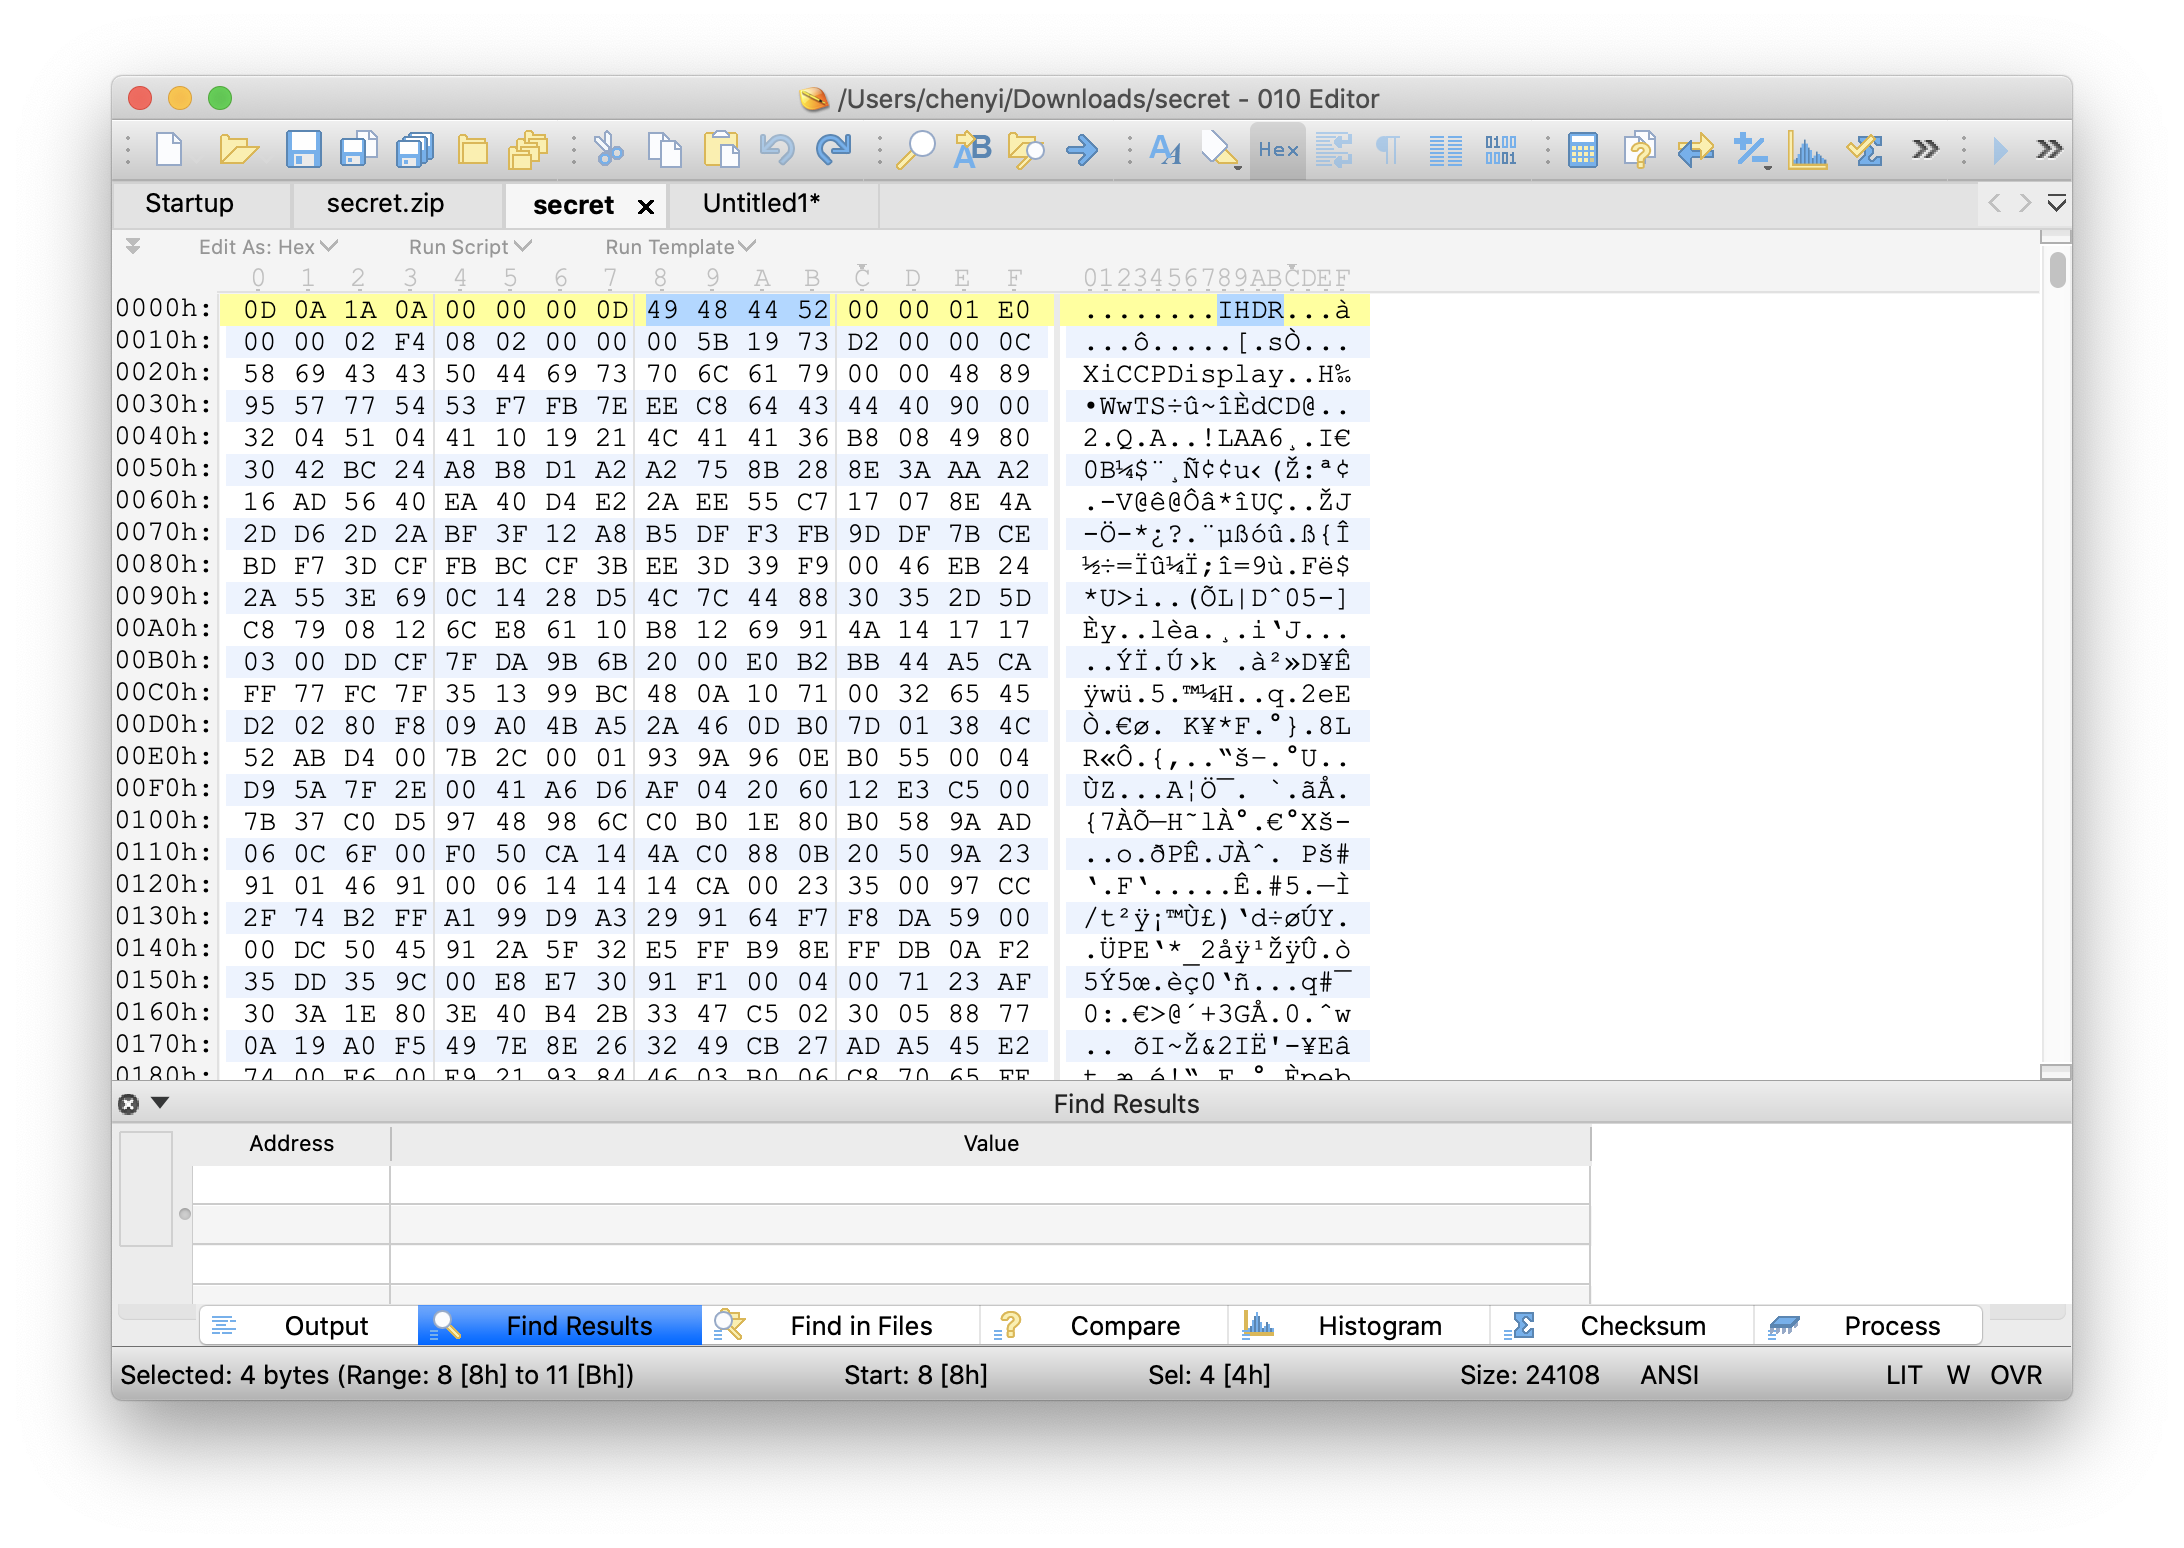 /Users/chenyi/Downloads/secret - 010 Editor
Hex
Startup secret.zip secret Untitled1*
Edit As: Hex Run Script Run Template
0 1 2 3 4 5 6 7 8 9 A B C D E F 0123456789ABCDEF
0000h: 0D 0A 1A 0A 00 00 00 0D 49 48 44 52 00 00 01 E0 ........IHDR...à
0010h: 00 00 02 F4 08 02 00 00 00 5B 19 73 D2 00 00 0C ...ô.....[.sÒ...
0020h: 58 69 43 43 50 44 69 73 70 6C 61 79 00 00 48 89 XiCCPDisplay..H‰
0030h: 95 57 77 54 53 F7 FB 7E EE C8 64 43 44 40 90 00 •WwTS÷û~îÈdCD@..
0040h: 32 04 51 04 41 10 19 21 4C 41 41 36 B8 08 49 80 2.Q.A..!LAA6¸.I€
0050h: 30 42 BC 24 A8 B8 D1 A2 A2 75 8B 28 8E 3A AA A2 0B¼$¨¸Ñ¢¢u‹(Ž:ª¢
0060h: 16 AD 56 40 EA 40 D4 E2 2A EE 55 C7 17 07 8E 4A .-V@ê@Ôâ*îUÇ..ŽJ
0070h: 2D D6 2D 2A BF 3F 12 A8 B5 DF F3 FB 9D DF 7B CE -Ö-*¿?.¨µßóû.ß{Î
0080h: BD F7 3D CF FB BC CF 3B EE 3D 39 F9 00 46 EB 24 ½÷=Ïû¼Ï;î=9ù.Fë$
0090h: 2A 55 3E 69 0C 14 28 D5 4C 7C 44 88 30 35 2D 5D *U>i..(ÕL|Dˆ05-]
00A0h: C8 79 08 12 6C E8 61 10 B8 12 69 91 4A 14 17 17 Èy..lèa.¸.i‘J...
00B0h: 03 00 DD CF 7F DA 9B 6B 20 00 E0 B2 BB 44 A5 CA ..ÝÏ.Ú›k .à²»D¥Ê
00C0h: FF 77 FC 7F 35 13 99 BC 48 0A 10 71 00 32 65 45 ÿwü.5.™¼H..q.2eE
00D0h: D2 02 80 F8 09 A0 4B A5 2A 46 0D B0 7D 01 38 4C Ò.€ø. K¥*F.°}.8L
00E0h: 52 AB D4 00 7B 2C 00 01 93 9A 96 0E B0 55 00 04 R«Ô.{,..“š–.°U..
00F0h: D9 5A 7F 2E 00 41 A6 D6 AF 04 20 60 12 E3 C5 00 ÙZ...A¦Ö¯. `.ãÅ.
0100h: 7B 37 C0 D5 97 48 98 6C C0 B0 1E 80 B0 58 9A AD {7ÀÕ—H˜lÀ°.€°Xš-
0110h: 06 0C 6F 00 F0 50 CA 14 4A C0 88 0B 20 50 9A 23 ..o.ðPÊ.JÀˆ. Pš#
0120h: 91 01 46 91 00 06 14 14 14 CA 00 23 35 00 97 CC ‘.F‘.....Ê.#5.—Ì
0130h: 2F 74 B2 FF A1 99 D9 A3 29 91 64 F7 F8 DA 59 00 /t²ÿ¡™Ù£)‘d÷øÚY.
0140h: 00 DC 50 45 91 2A 5F 32 E5 FF B9 8E FF DB 0A F2 .ÜPE‘*_2åÿ¹ŽÿÛ.ò
0150h: 35 DD 35 9C 00 E8 E7 30 91 F1 00 04 00 71 23 AF 5Ý5œ.èç0‘ñ...q#¯
0160h: 30 3A 1E 80 3E 40 B4 2B 33 47 C5 02 30 05 88 77 0:.€>@´+3GÅ.0.ˆw
0170h: 0A 19 A0 F5 49 7E 8E 26 32 49 CB 27 AD A5 45 E2 .. õI~Ž&2IË'-¥Eâ
0180h: 74 00 E6 00 E9 21 93 84 46 03 B0 06 C8 70 65
Find Results
Address Value
Output Find Results Find in Files Compare Histogram Checksum Process
Selected: 4 bytes (Range: 8 [8h] to 11 [Bh]) Start: 8 [8h] Sel: 4 [4h] Size: 24108 ANSI LIT W OVR